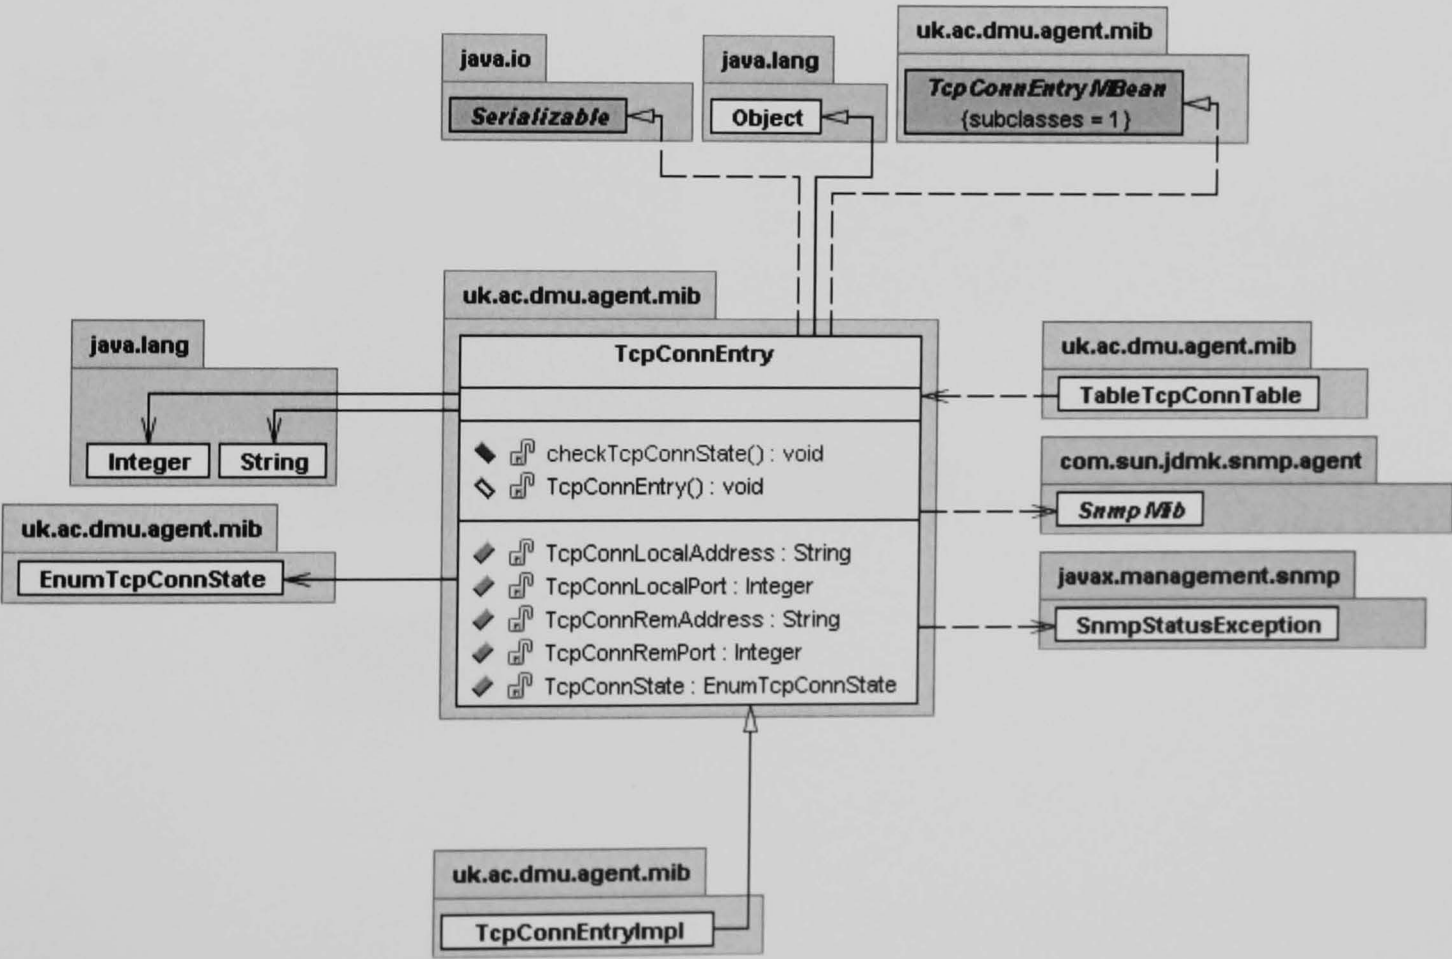 java.io
Serializable
java.lang
Object
uk.ac.dmu.agent.mib
TcpConnEntryMBean
{subclasses = 1}
uk.ac.dmu.agent.mib
TcpConnEntry
checkTcpConnState() : void
TcpConnEntry() : void
TcpConnLocalAddress : String
TcpConnLocalPort : Integer
TcpConnRemAddress : String
TcpConnRemPort : Integer
TcpConnState : EnumTcpConnState
java.lang
Integer
String
uk.ac.dmu.agent.mib
EnumTcpConnState
uk.ac.dmu.agent.mib
TableTcpConnTable
com.sun.jdmk.snmp.agent
SnmpMib
javax.management.snmp
SnmpStatusException
uk.ac.dmu.agent.mib
TcpConnEntryImpl